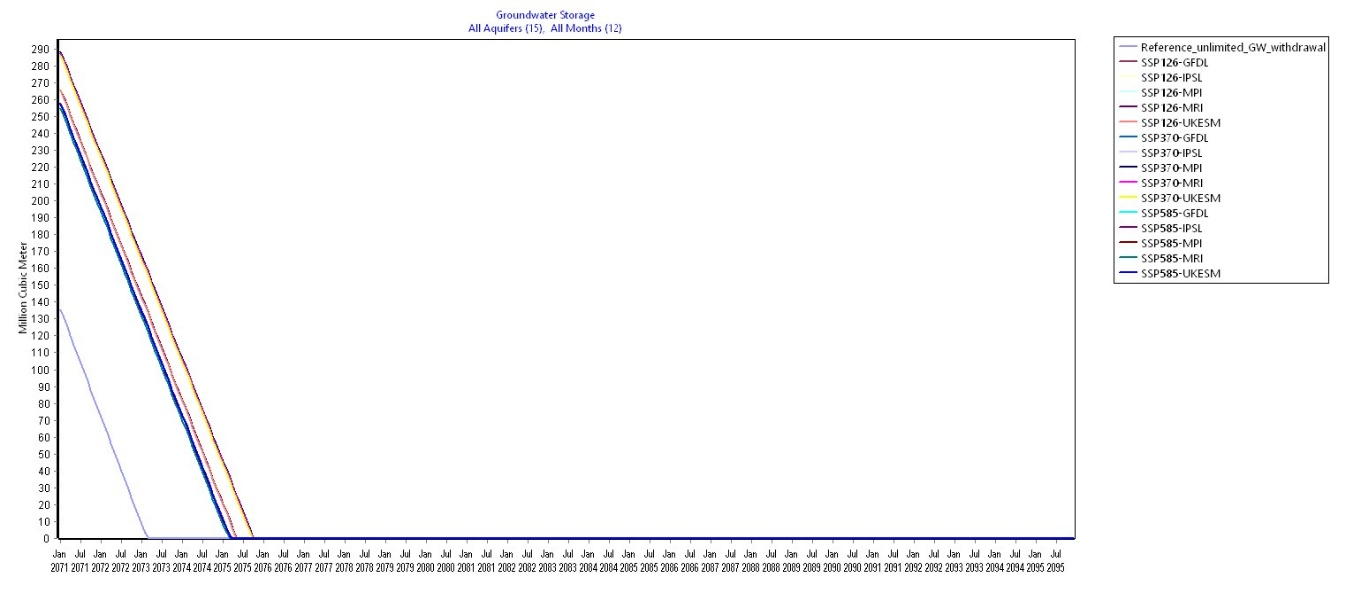 Groundwater Storage
All Aquifers (15), All Months (12)
Million Cubic Meter
290
280
270
260
250
240
230
220
210
200
190
180
170
160
150
140
130
120
110
100
90
80
70
60
50
40
30
20
10
0
Jan Jul Jan Jul Jan Jul Jan Jul Jan Jul Jan Jul Jan Jul Jan Jul Jan Jul Jan Jul Jan Jul Jan Jul Jan Jul Jan Jul Jan Jul Jan Jul Jan Jul Jan Jul Jan Jul Jan Jul Jan Jul Jan Jul Jan Jul Jan Jul Jan Jul
2071 2071 2072 2072 2073 2073 2074 2074 2075 2075 2076 2076 2077 2077 2078 2078 2079 2079 2080 2080 2081 2081 2082 2082 2083 2083 2084 2084 2085 2085 2086 2086 2087 2087 2088 2088 2089 2089 2090 2090 2091 2091 2092 2092 2093 2093 2094 2094 2095 2095
Reference_unlimited_GW_withdrawal
SSP126-GFDL
SSP126-IPSL
SSP126-MPI
SSP126-MRI
SSP126-UKESM
SSP370-GFDL
SSP370-IPSL
SSP370-MPI
SSP370-MRI
SSP370-UKESM
SSP585-GFDL
SSP585-IPSL
SSP585-MPI
SSP585-MRI
SSP585-UKESM